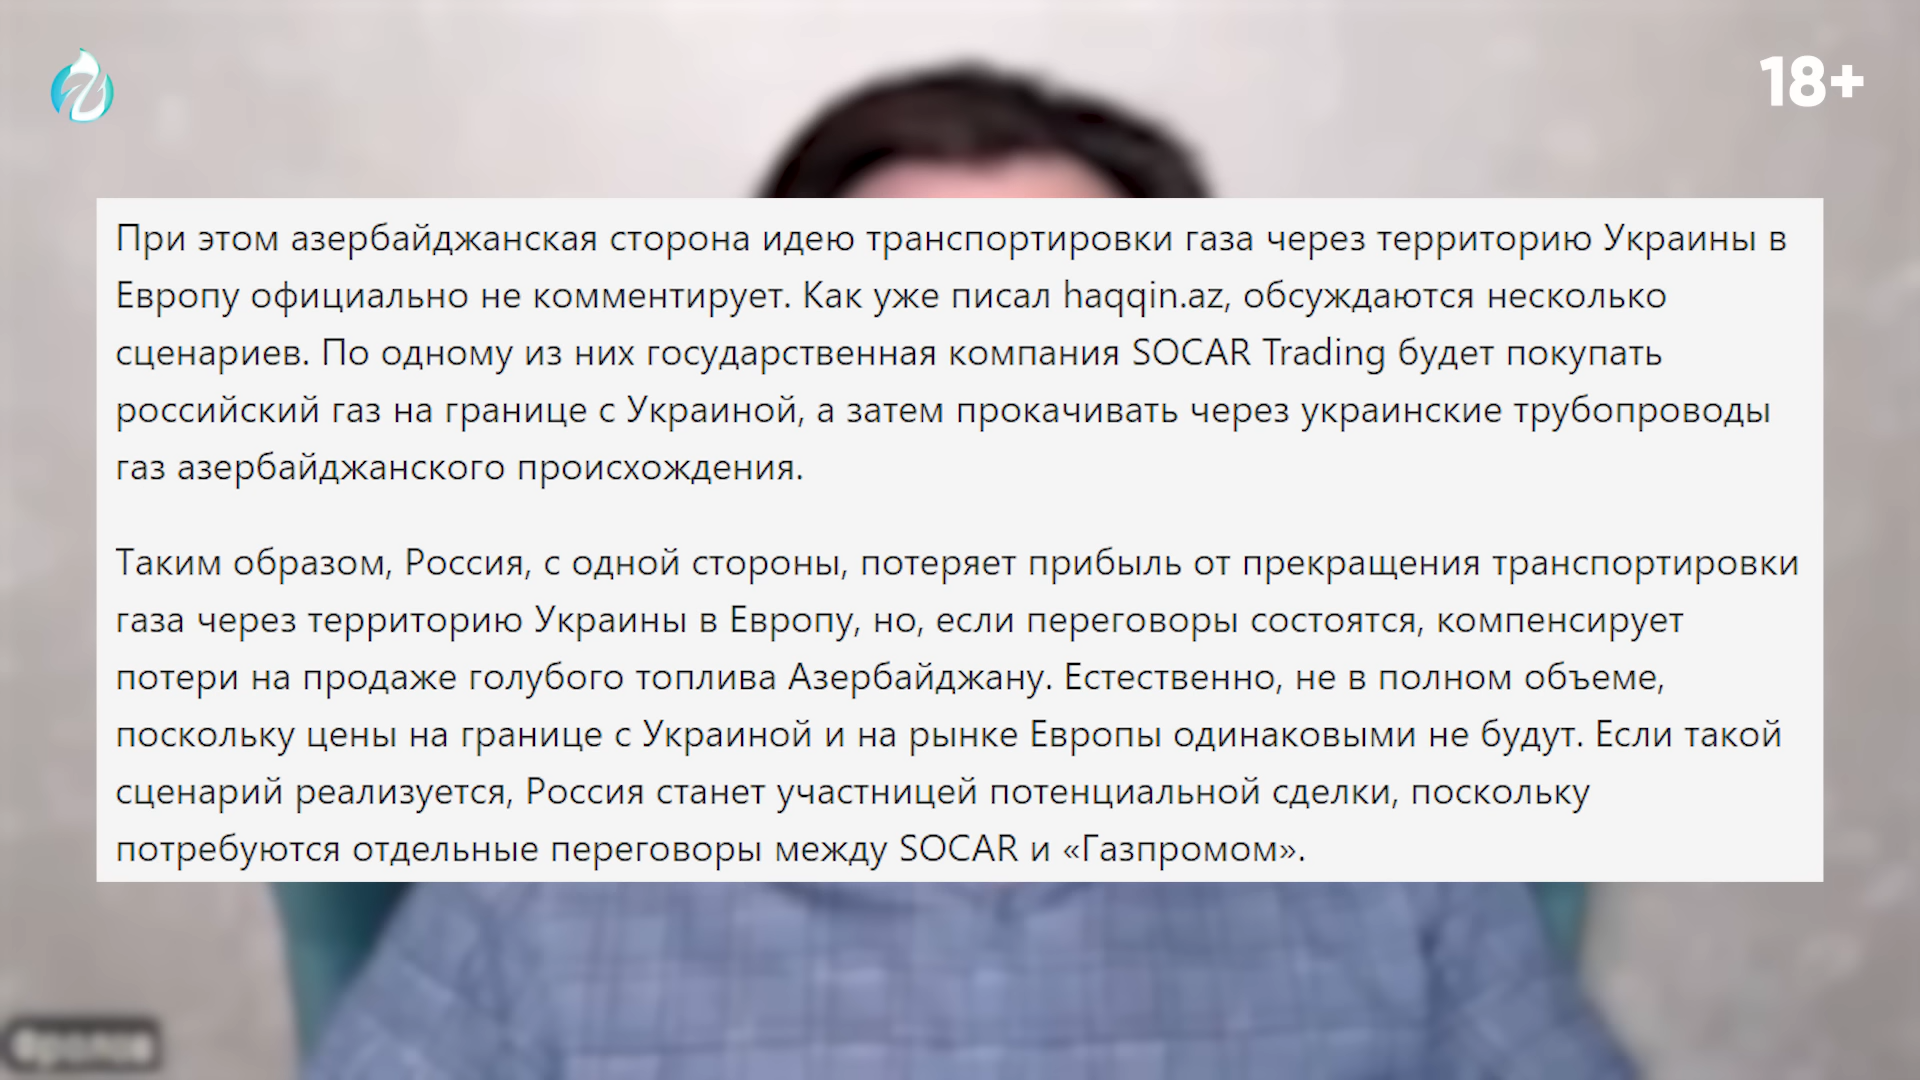 18+
При этом азербайджанская сторона идею транспортировки газа через территорию Украины в
Европу официально не комментирует. Как уже писал haqqin.az, обсуждаются несколько
сценариев. По одному из них государственная компания SOCAR Trading будет покупать
российский газ на границе с Украиной, а затем прокачивать через украинские трубопроводы
газ азербайджанского происхождения.
Таким образом, Россия, с одной стороны, потеряет прибыль от прекращения транспортировки
газа через территорию Украины в Европу, но, если переговоры состоятся, компенсирует
потери на продаже голубого топлива Азербайджану. Естественно, не в полном объеме,
поскольку цены на границе с Украиной и на рынке Европы одинаковыми не будут. Если такой
сценарий реализуется, Россия станет участницей потенциальной сделки, поскольку
потребуются отдельные переговоры между SOCAR и «Газпромом».